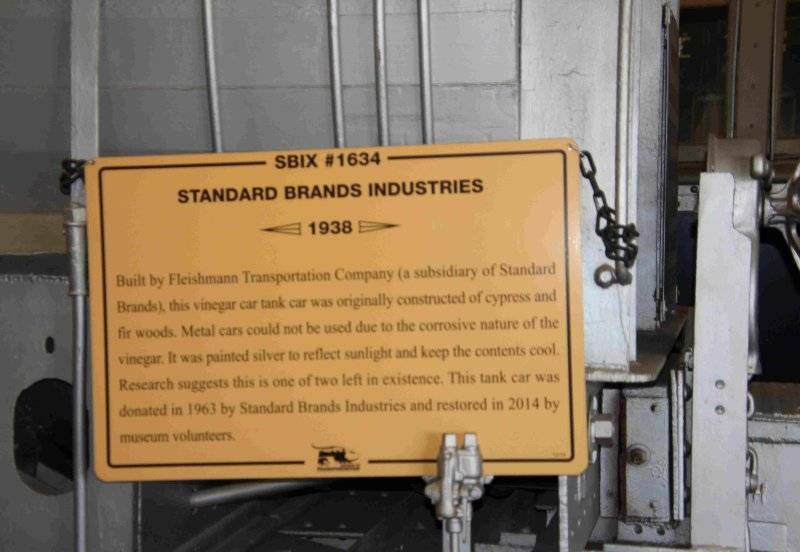 SBIX #1634
STANDARD BRANDS INDUSTRIES
1938
Built by Fleishmann Transportation Company (a subsidiary of Standard
Brands), this vinegar car tank car was originally constructed of cypress and
fir woods. Metal cars could not be used due to the corrosive nature of the
vinegar. It was painted silver to reflect sunlight and keep the contents cool.
Research suggests this is one of two left in existence. This tank car was
donated in 1963 by Standard Brands Industries and restored in 2014 by
museum volunteers.